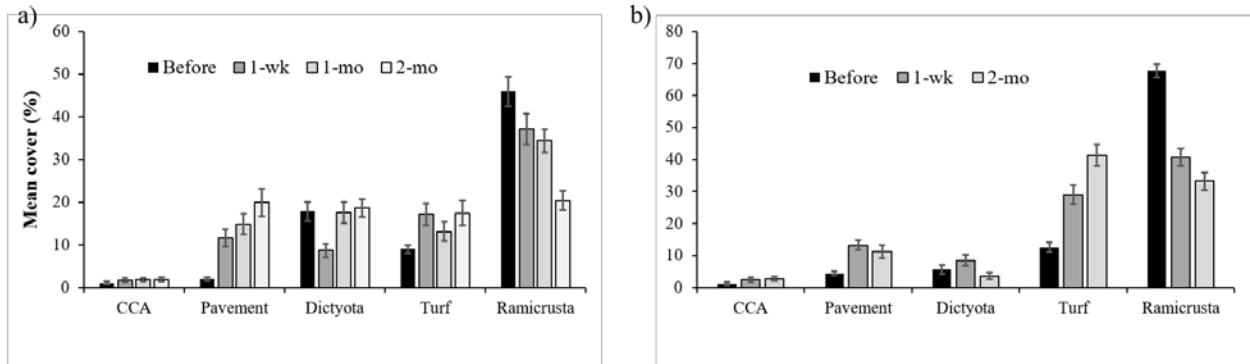 a)
60
50
40
30
20
10
0
Mean cover (%)
Before 1-wk 1-mo 2-mo
CCA Pavement Dictyota Turf Ramicrusta
b)
80
70
60
50
40
30
20
10
0
Before 1-wk 2-mo
CCA Pavement Dictyota Turf Ramicrusta